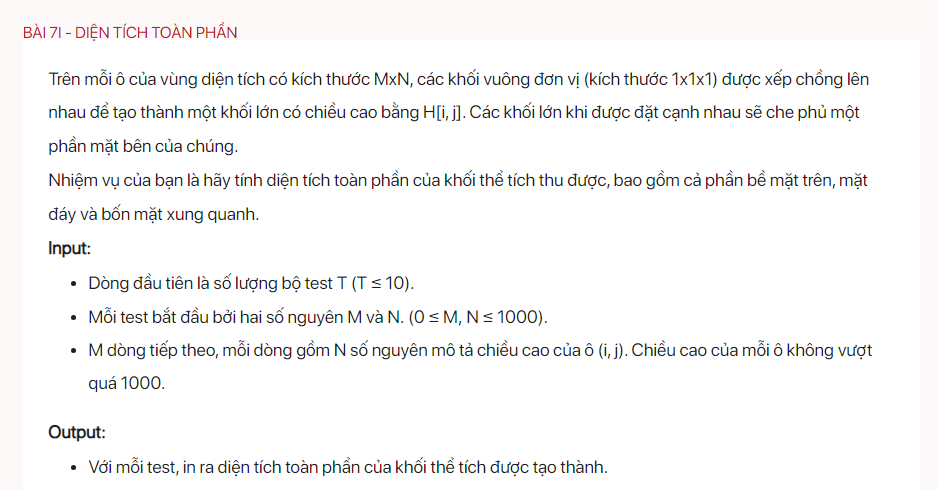 BÀI 7I - DIỆN TÍCH TOÀN PHẦN
Trên mỗi ô của vùng diện tích có kích thước MxN, các khối vuông đơn vị (kích thước 1x1x1) được xếp chồng lên
nhau để tạo thành một khối lớn có chiều cao bằng H[i, j]. Các khối lớn khi được đặt cạnh nhau sẽ che phủ một
phần mặt bên của chúng.
Nhiệm vụ của bạn là hãy tính diện tích toàn phần của khối thể tích thu được, bao gồm cả phần bề mặt trên, mặt
đáy và bốn mặt xung quanh.
Input:
• Dòng đầu tiên là số lượng bộ test T (T ≤ 10).
• Mỗi test bắt đầu bởi hai số nguyên M và N. (0 ≤ M, N ≤ 1000).
• M dòng tiếp theo, mỗi dòng gồm N số nguyên mô tả chiều cao của ô (i, j). Chiều cao của mỗi ô không vượt
quá 1000.
Output:
• Với mỗi test, in ra diện tích toàn phần của khối thể tích được tạo thành.